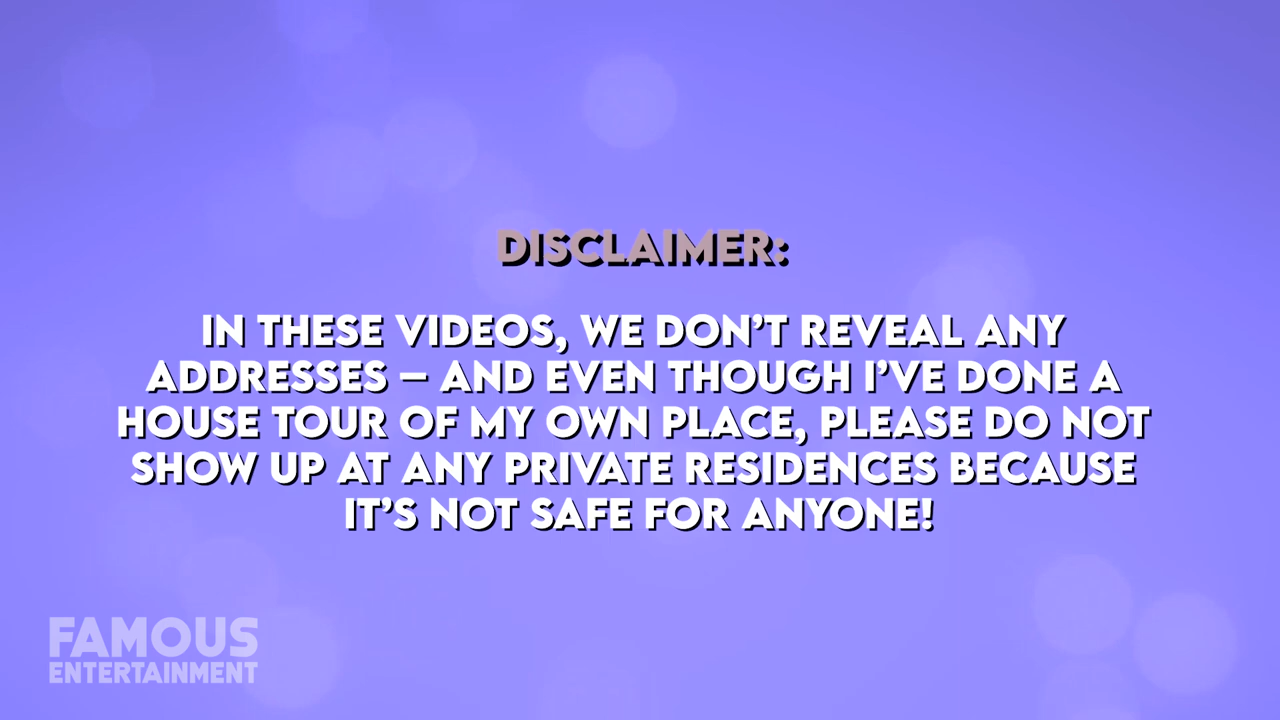 DISCLAIMER:
IN THESE VIDEOS, WE DON’T REVEAL ANY
ADDRESSES – AND EVEN THOUGH I’VE DONE A
HOUSE TOUR OF MY OWN PLACE, PLEASE DO NOT
SHOW UP AT ANY PRIVATE RESIDENCES BECAUSE
IT’S NOT SAFE FOR ANYONE!
FAMOUS
ENTERTAINMENT